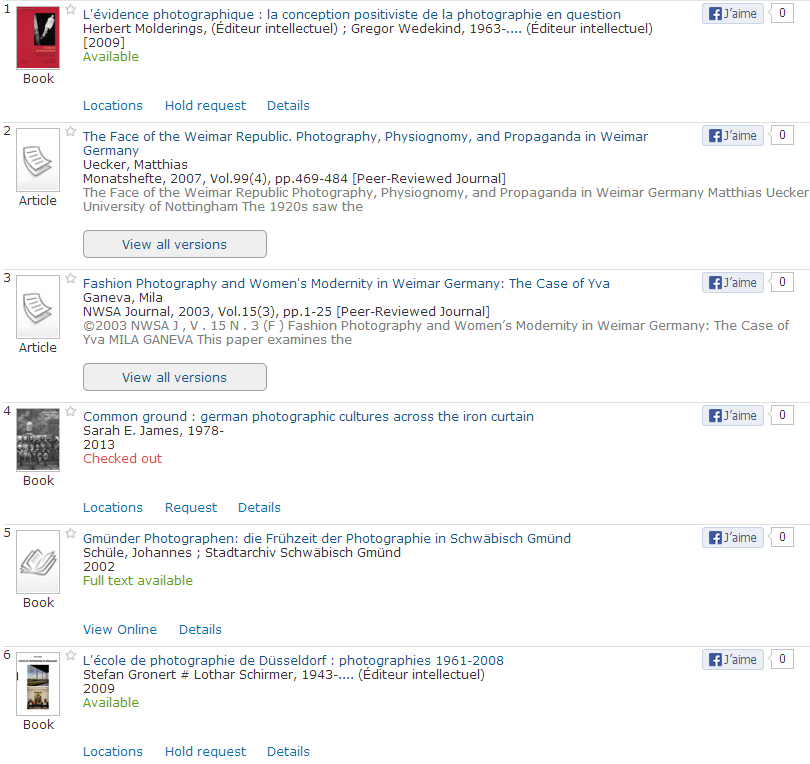 1
L'évidence photographique : la conception positiviste de la photographie en question
J'aime 0
Herbert Molderings, (Éditeur intellectuel) ; Gregor Wedekind, 1963-.... (Éditeur intellectuel)
[2009]
Available
Book
Locations Hold request Details
2
The Face of the Weimar Republic. Photography, Physiognomy, and Propaganda in Weimar
Germany
J'aime 0
Uecker, Matthias
Monatshefte, 2007, Vol.99(4), pp.469-484 [Peer-Reviewed Journal]
The Face of the Weimar Republic Photography, Physiognomy, and Propaganda in Weimar Germany Matthias Uecker
University of Nottingham The 1920s saw the
Article
View all versions
3
Fashion Photography and Women's Modernity in Weimar Germany: The Case of Yva
J'aime 0
Ganeva, Mila
NWSA Journal, 2003, Vol.15(3), pp.1-25 [Peer-Reviewed Journal]
©2003 NWSA J , V . 15 N . 3 (F ) Fashion Photography and Women’s Modernity in Weimar Germany: The Case of
Yva MILA GANEVA This paper examines the
Article
View all versions
4
Common ground : german photographic cultures across the iron curtain
J'aime 0
Sarah E. James, 1978-
2013
Checked out
Book
Locations Request Details
5
Gmünder Photographen: die Frühzeit der Photographie in Schwäbisch Gmünd
J'aime 0
Schüle, Johannes ; Stadtarchiv Schwäbisch Gmünd
2002
Full text available
Book
View Online Details
6
L'école de photographie de Düsseldorf : photographies 1961-2008
J'aime 0
Stefan Gronert # Lothar Schirmer, 1943-.... (Éditeur intellectuel)
2009
Available
Book
Locations Hold request Details